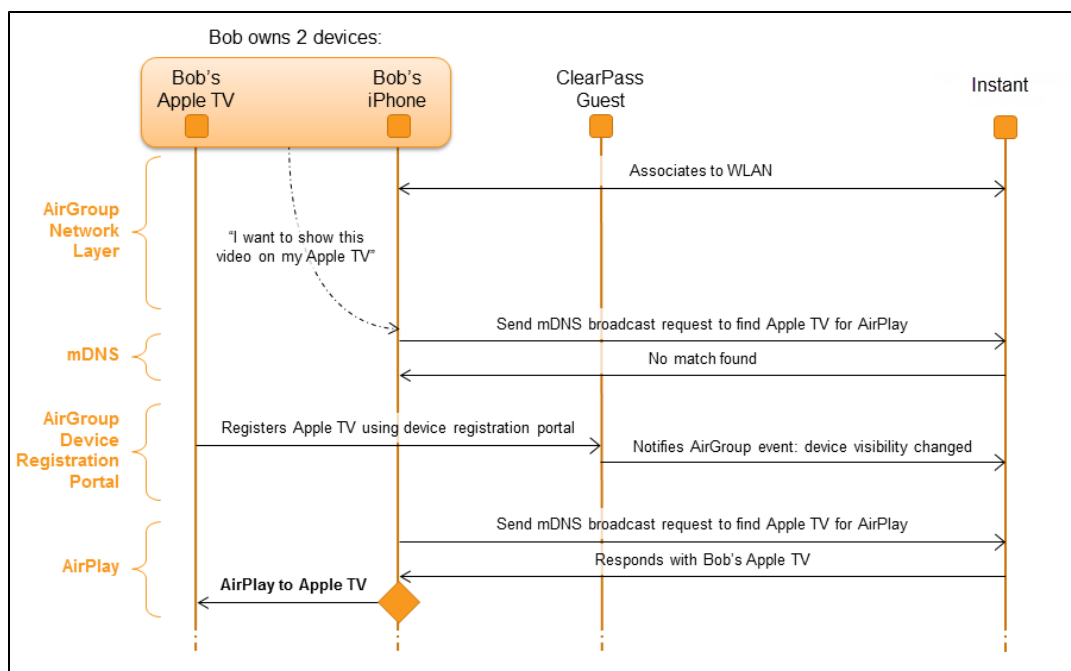 Bob owns 2 devices:
Bob's
Apple TV
Bob's
iPhone
ClearPass
Guest
Instant
Associates to WLAN
AirGroup
Network
Layer
“I want to show this
video on my Apple TV”
Send mDNS broadcast request to find Apple TV for AirPlay
mDNS
No match found
AirGroup
Device
Registration
Portal
Registers Apple TV using device registration portal
Notifies AirGroup event: device visibility changed
Send mDNS broadcast request to find Apple TV for AirPlay
AirPlay
Responds with Bob's Apple TV
AirPlay to Apple TV